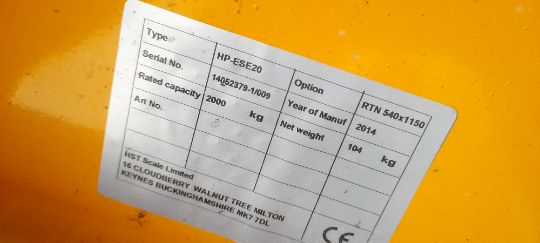 Type HP-ESE20 Option RTN 540x1150
Serial No. 14052379-1/009 Year of Manuf 2014
Rated capacity 2000 kg Net weight 104 kg
Art No.
HST Scale Limited
16 CLOUDBERRY WALNUT TREE MILTON
KEYNES BUCKINGHAMSHIRE MK7 7DL
CE